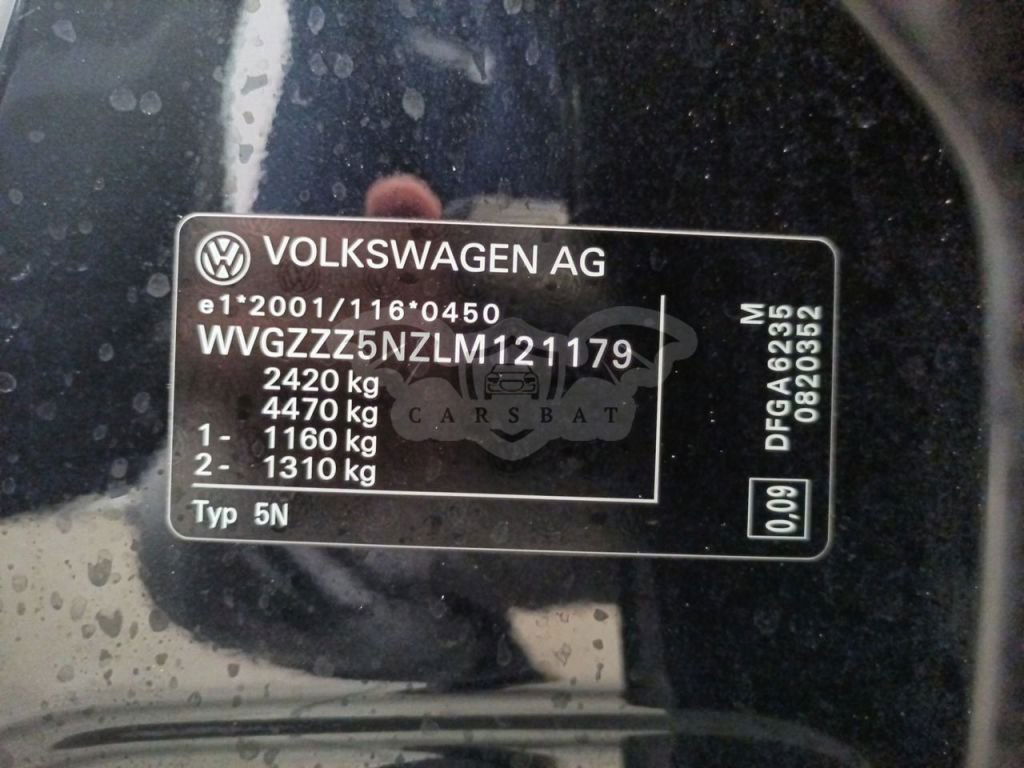 VOLKSWAGEN AG
e1*2001/116*0450
WVGZZZ5NZLM121179
2420 kg
4470 kg
1- 1160 kg
2- 1310 kg
Typ 5N
M
DFGA6235
0820352
0,09
CARSBAT